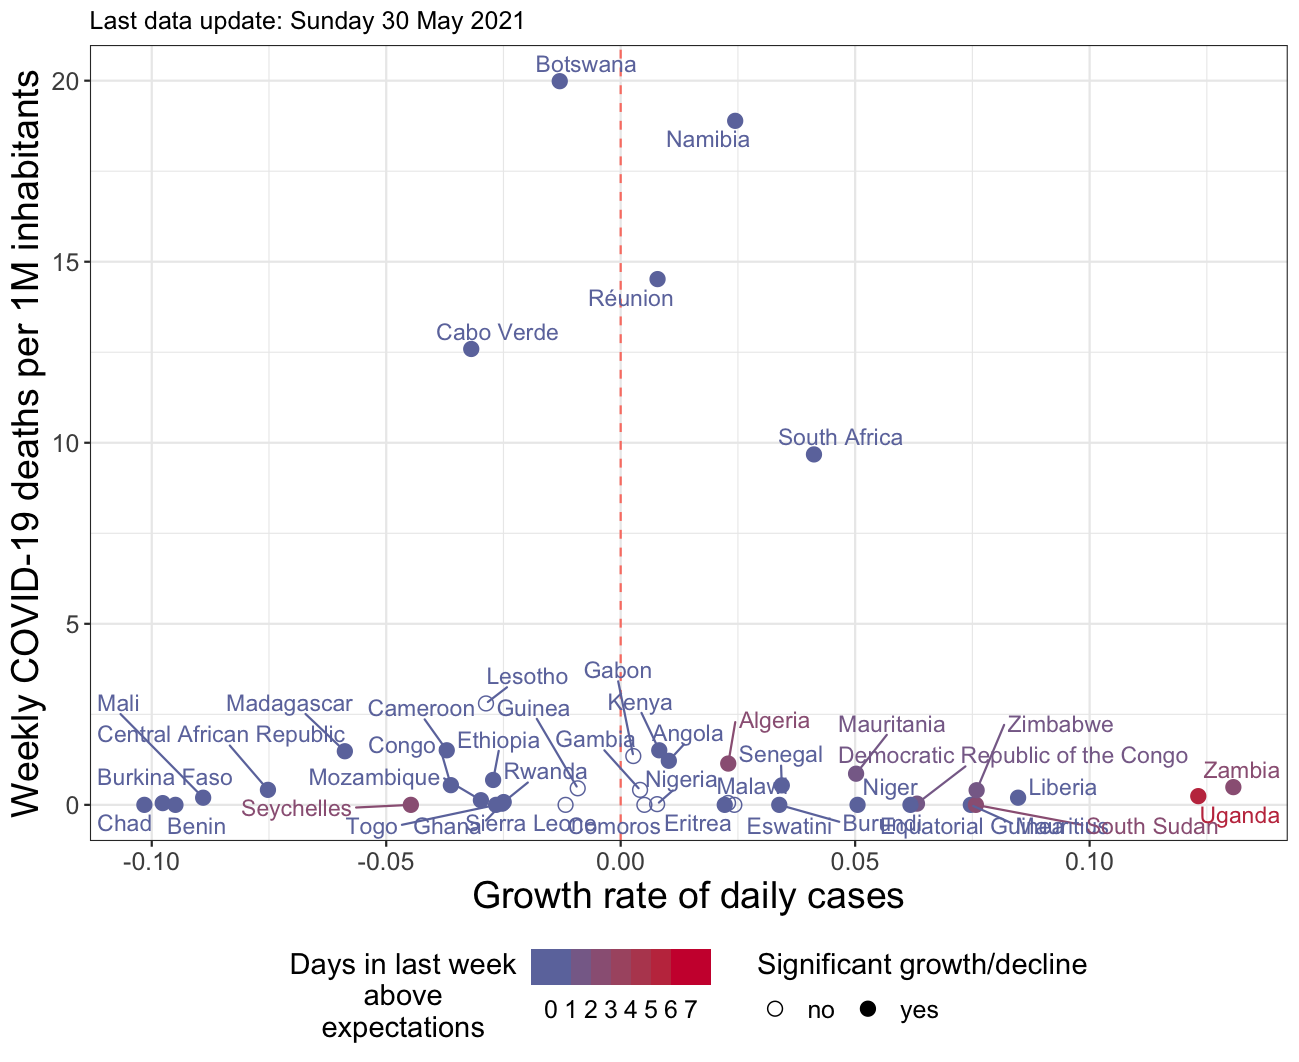 Last data update: Sunday 30 May 2021
Weekly COVID-19 deaths per 1M inhabitants
20
15
10
5
0
Botswana
Namibia
Réunion
Cabo Verde
South Africa
Gabon
Lesotho
Mali
Madagascar
Cameroon
Guinea
Kenya
Algeria
Mauritania
Zimbabwe
Central African Republic
Congo
Ethiopia
Gambia
Angola
Senegal
Democratic Republic of the Congo
Burkina Faso
Mozambique
Rwanda
Nigeria
Malawi
Niger
Liberia
Zambia
Seychelles
Uganda
Chad
Benin
Togo
Ghana
Sierra Leone
Comoros
Eritrea
Eswatini
Burundi
Equatorial Guinea
Mauritius
South Sudan
-0.10
-0.05
0.00
0.05
0.10
Growth rate of daily cases
Days in last week
above
expectations
0 1 2 3 4 5 6 7
Significant growth/decline
no
yes